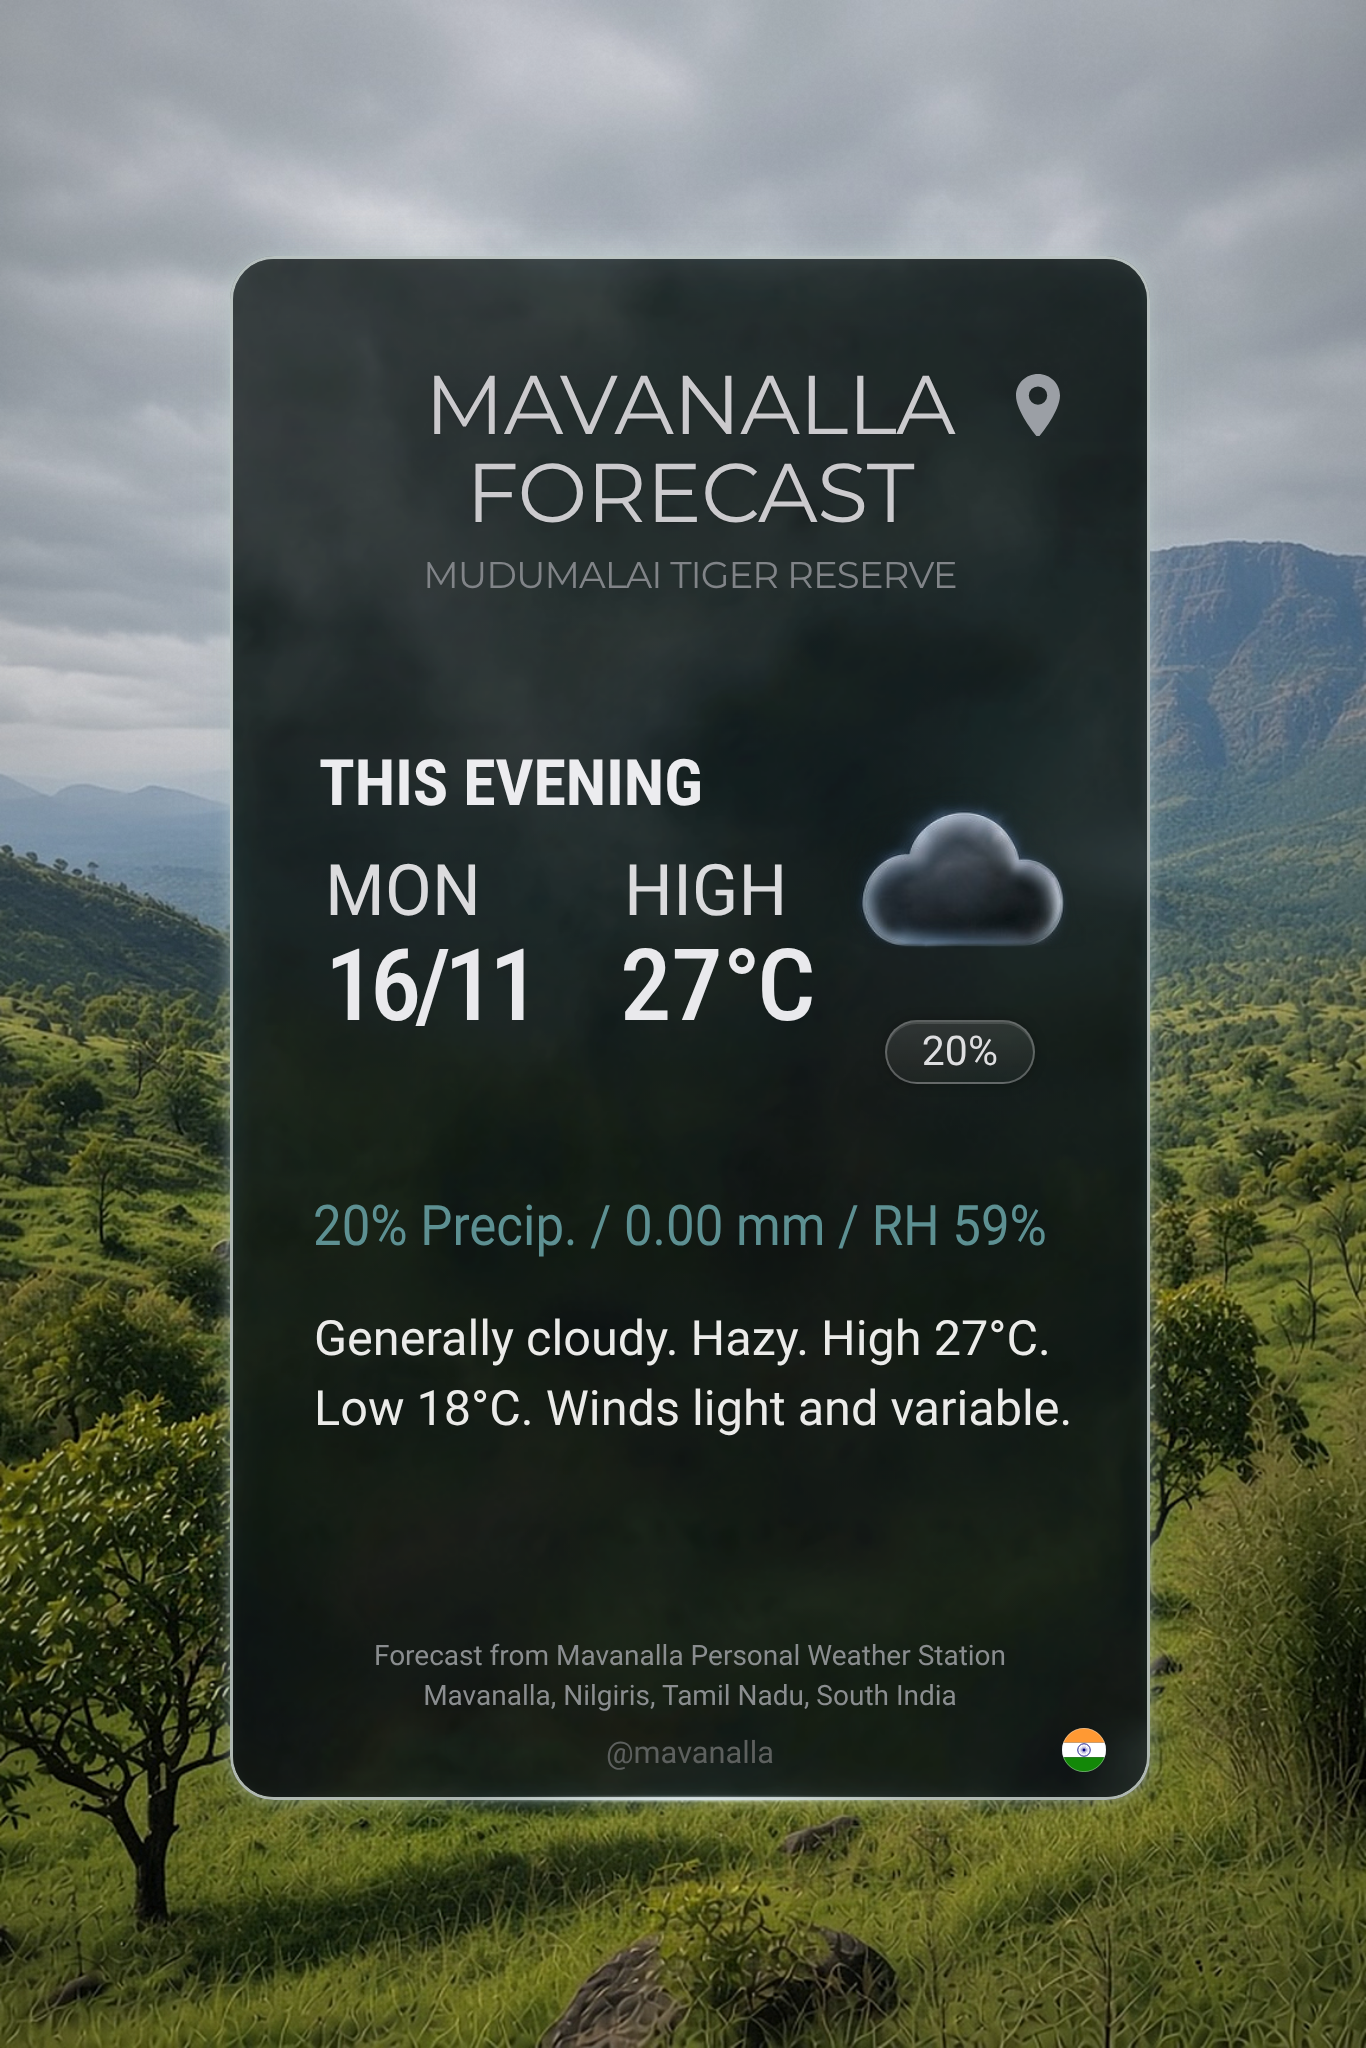 MAVANALLA
FORECAST
MUDUMALAI TIGER RESERVE
THIS EVENING
MON
16/11
HIGH
27°C
20%
20% Precip. / 0.00 mm / RH 59%
Generally cloudy. Hazy. High 27°C.
Low 18°C. Winds light and variable.
Forecast from Mavanalla Personal Weather Station
Mavanalla, Nilgiris, Tamil Nadu, South India
@mavanalla